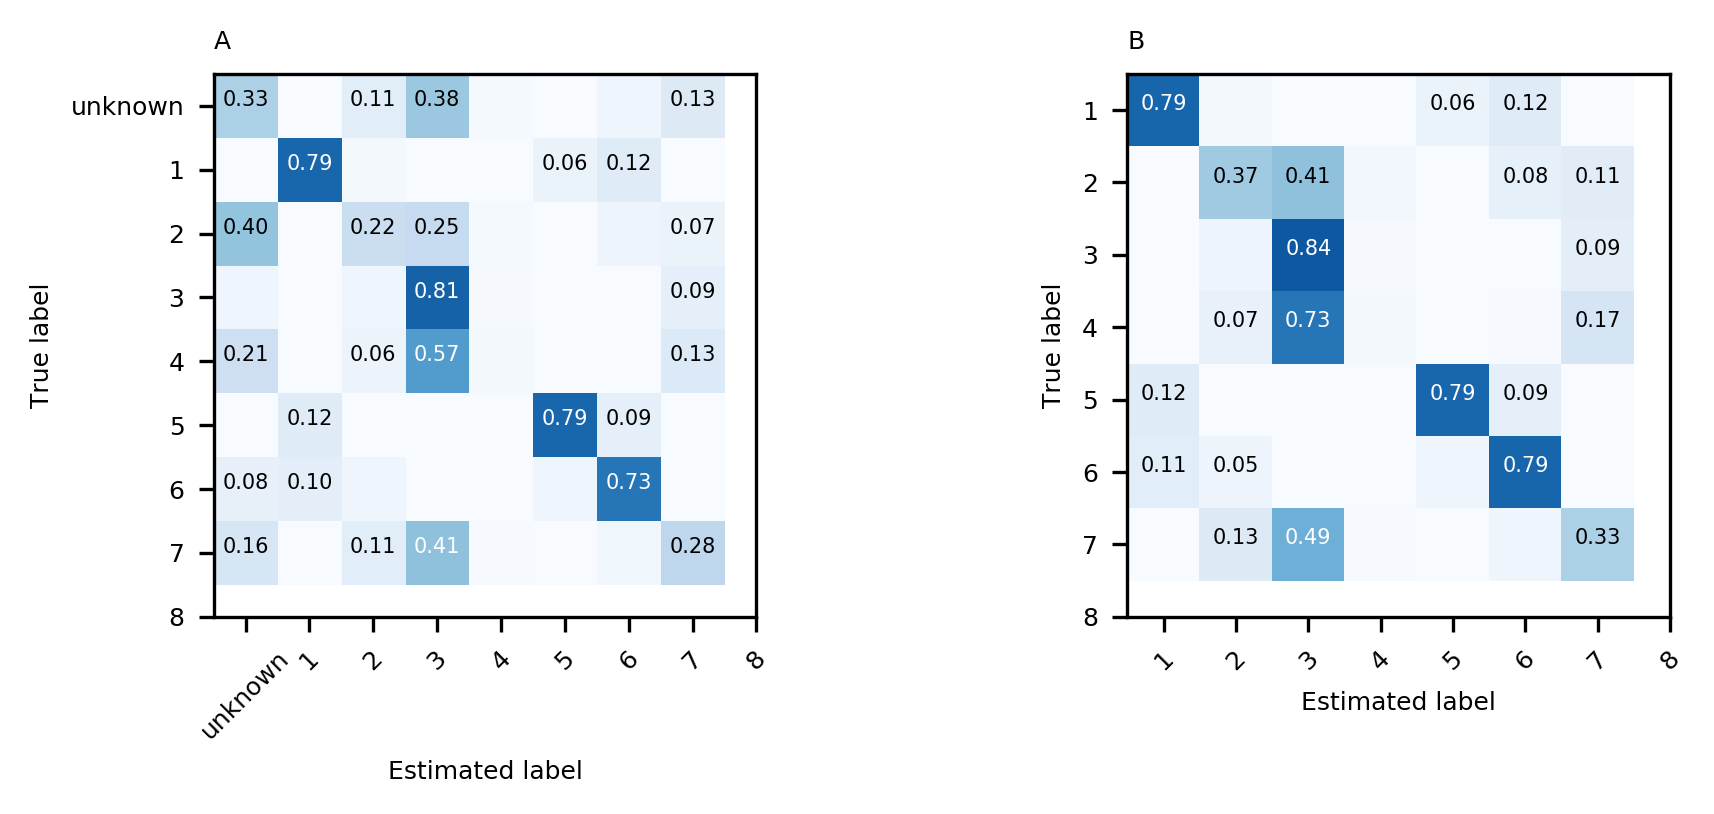 A
unknown 0.33 0.11 0.38 0.13
1 0.79 0.06 0.12
2 0.40 0.22 0.25 0.07
3 0.81 0.09
4 0.21 0.06 0.57 0.13
5 0.12 0.79 0.09
6 0.08 0.10 0.73
7 0.16 0.11 0.41 0.28
8
unknown 1 2 3 4 5 6 7 8
True label
Estimated label
B
1 0.79 0.06 0.12
2 0.37 0.41 0.08 0.11
3 0.84 0.09
4 0.07 0.73 0.17
5 0.12 0.79 0.09
6 0.11 0.05 0.79
7 0.13 0.49 0.33
8
1 2 3 4 5 6 7 8
True label
Estimated label